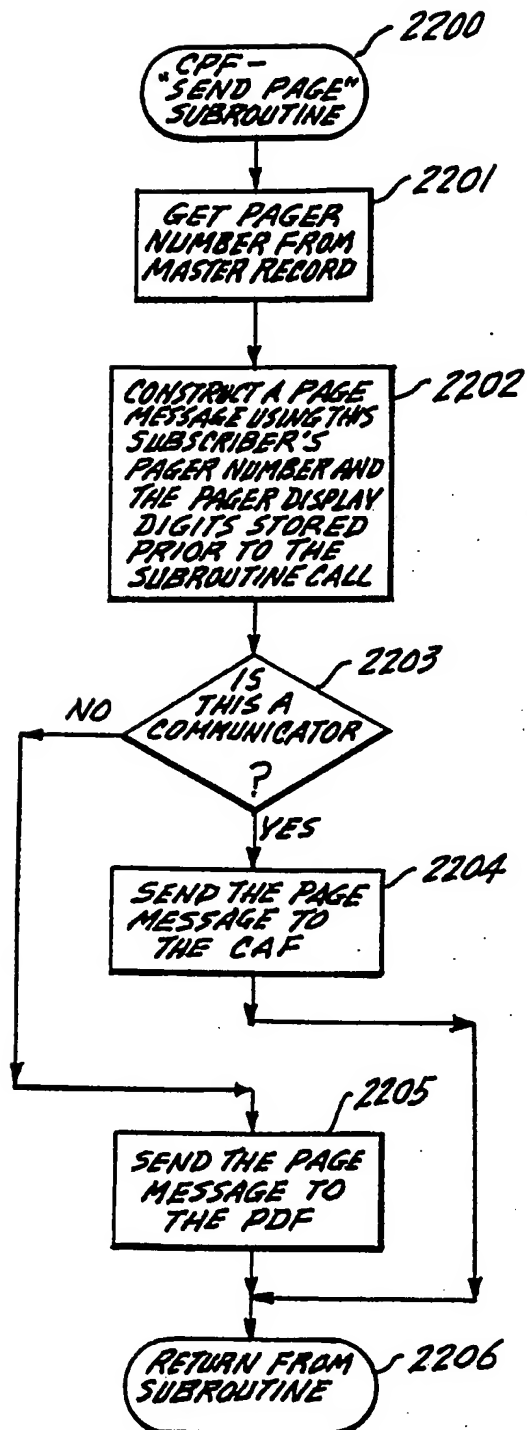 2200
"CPF-
"SEND PAGE"
SUBROUTINE
2201
GET PAGER
NUMBER FROM
MASTER RECORD
2202
CONSTRUCT A PAGE
MESSAGE USING THIS
SUBSCRIBER'S
PAGER NUMBER AND
THE PAGER DISPLAY
DIGITS STORED
PRIOR TO THE
SUBROUTINE CALL
2203
IS
THIS A
COMMUNICATOR
?
NO
YES
2204
SEND THE PAGE
MESSAGE TO
THE CAF
2205
SEND THE PAGE
MESSAGE TO
THE PDF
RETURN FROM
SUBROUTINE
2206